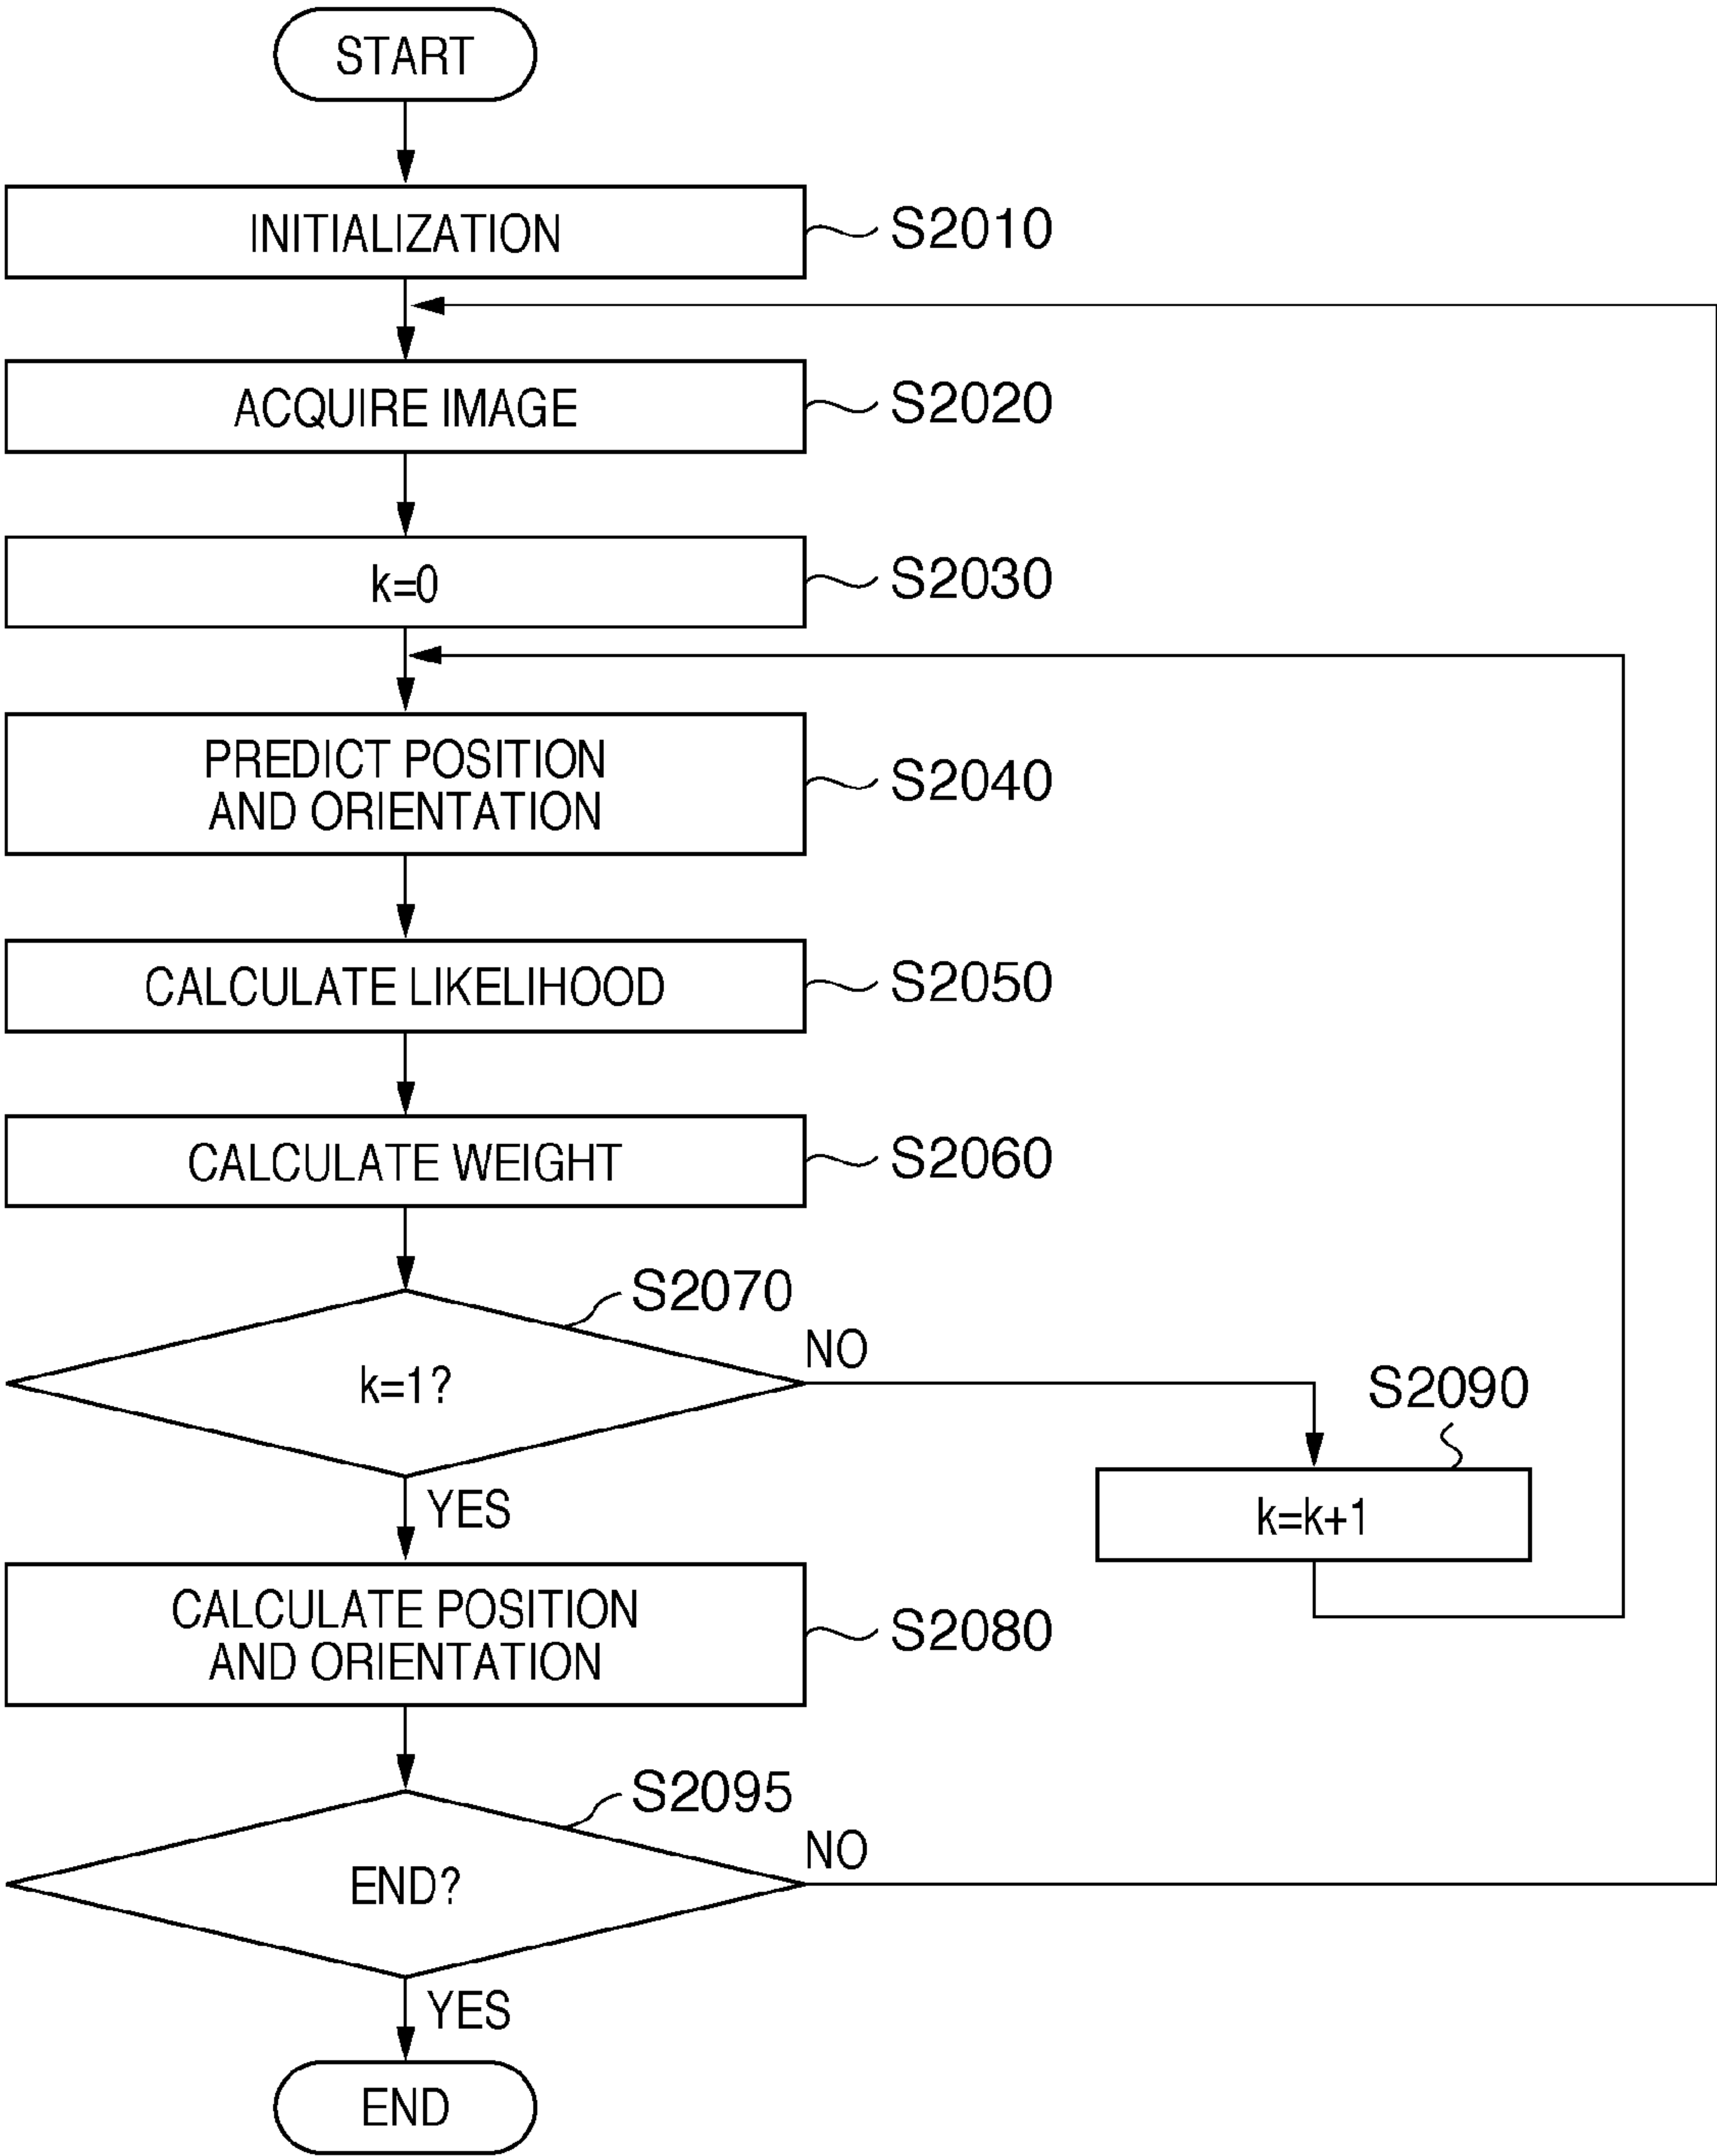 START
INITIALIZATION
S2010
ACQUIRE IMAGE
S2020
k=0
S2030
PREDICT POSITION
AND ORIENTATION
S2040
CALCULATE LIKELIHOOD
S2050
CALCULATE WEIGHT
S2060
S2070
k=1?
NO
YES
S2090
k=k+1
CALCULATE POSITION
AND ORIENTATION
S2080
S2095
END?
NO
YES
END